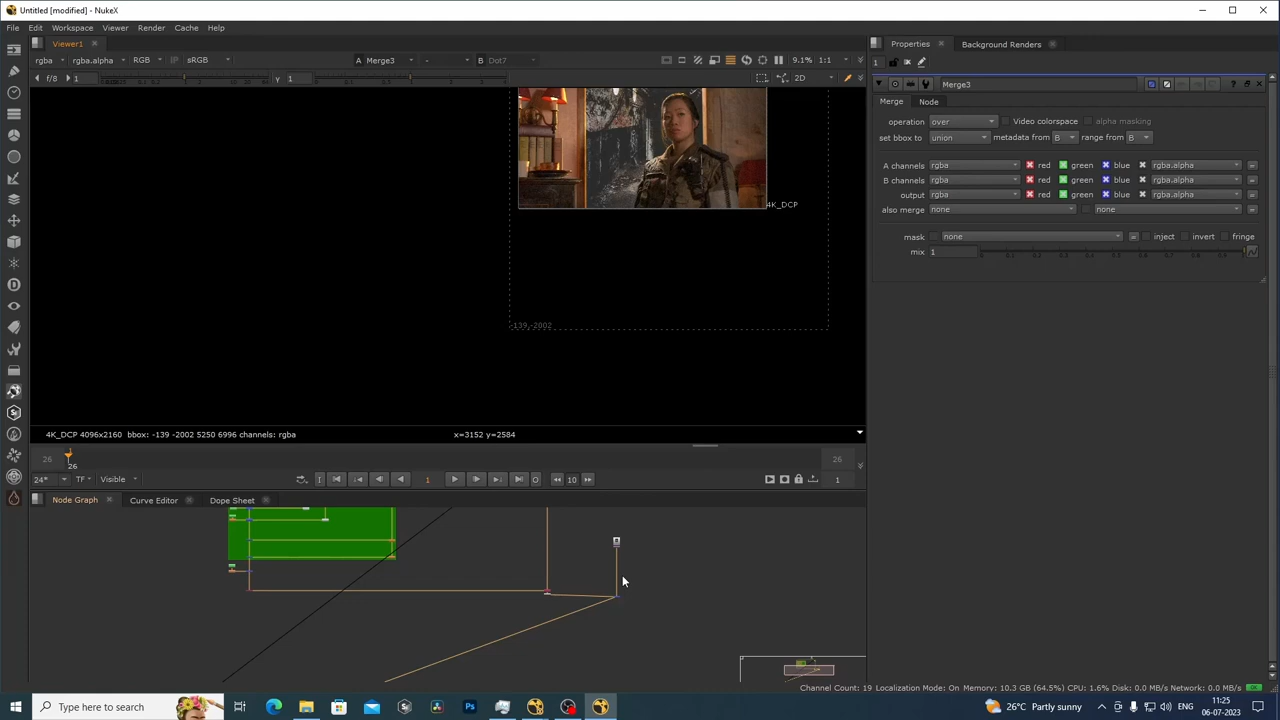 Untitled [modified] - NukeX
File Edit Workspace Viewer Render Cache Help
Viewer1
Properties Background Renders
rgba rgba.alpha RGB IP sRGB A Merge3 - B Dot7 9.1% 1:1 2D
f/8 1 Y 1
1
Merge3
Merge Node
operation over Video colorspace alpha masking
set bbox to union metadata from B range from B
A channels rgba red green blue rgba.alpha
B channels rgba red green blue rgba.alpha
output rgba red green blue rgba.alpha
also merge none none
mask none inject invert fringe
mix 1
4K_DCP
-139,-2002
4K_DCP 4096x2160 bbox: -139 -2002 5250 6996 channels: rgba x=3152 y=2584
26 26 26
24* TF Visible 1 10 1
Node Graph Curve Editor Dope Sheet
Channel Count: 19 Localization Mode: On Memory: 10.3 GB (64.5%) CPU: 1.6% Disk: 0.0 MB/s Network: 0.0 MB/s
Type here to search
26°C Partly sunny
11:25
06-07-2023